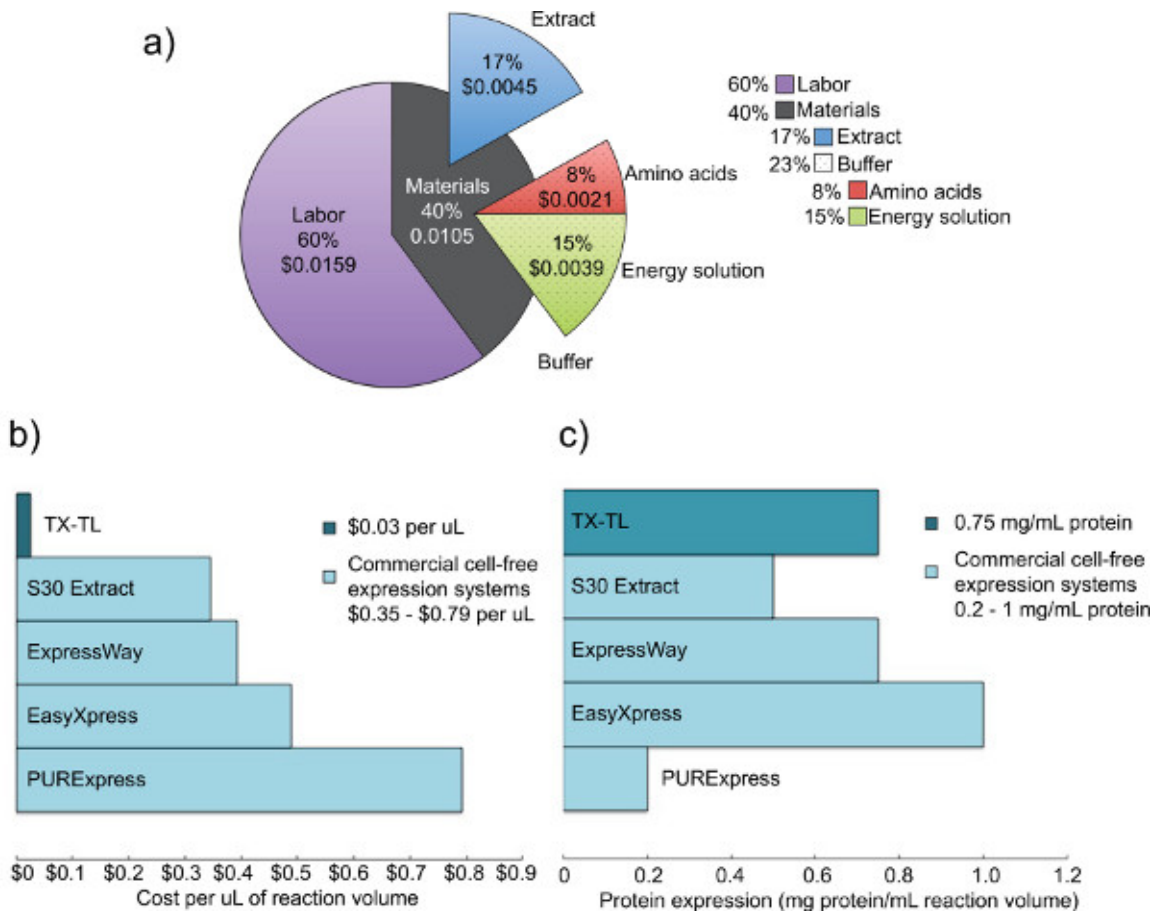 a)
Extract
17%
$0.0045
60% Labor
40% Materials
17% Extract
23% Buffer
8% Amino acids
15% Energy solution
Amino acids
8%
$0.0021
Materials
40%
0.0105
Labor
60%
$0.0159
15%
$0.0039
Energy solution
Buffer
b)
TX-TL
S30 Extract
ExpressWay
EasyXpress
PURExpress
$0.03 per uL
Commercial cell-free
expression systems
$0.35 - $0.79 per uL
$0 $0.1 $0.2 $0.3 $0.4 $0.5 $0.6 $0.7 $0.8 $0.9
Cost per uL of reaction volume
c)
TX-TL
S30 Extract
ExpressWay
EasyXpress
PURExpress
0.75 mg/mL protein
Commercial cell-free
expression systems
0.2 - 1 mg/mL protein
0 0.2 0.4 0.6 0.8 1.0 1.2
Protein expression (mg protein/mL reaction volume)